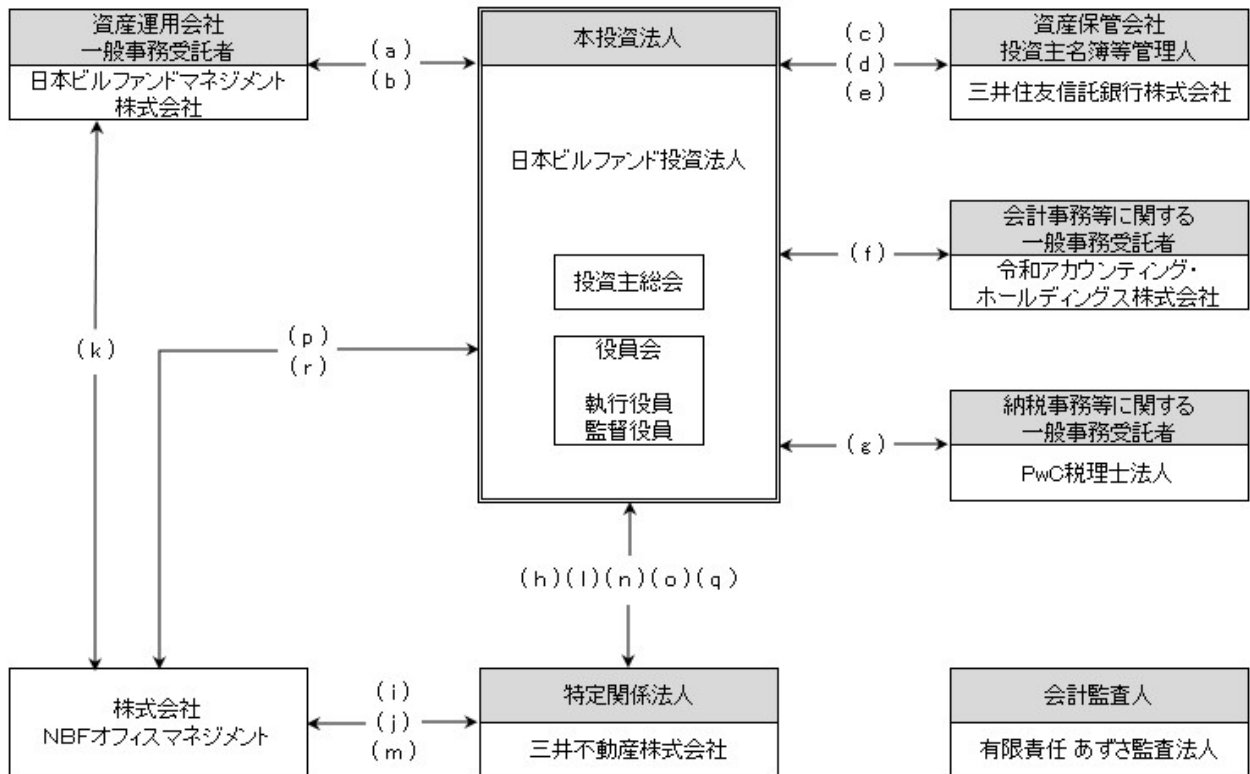 資産運用会社
一般事務受託者
日本ビルファンドマネジメント
株式会社
(a)
(b)
本投資法人
日本ビルファンド投資法人
投資主総会
役員会
執行役員
監督役員
(c)
(d)
(e)
資産保管会社
投資主名簿等管理人
三井住友信託銀行株式会社
(f)
会計事務等に関する
一般事務受託者
令和アカウンティング・
ホールディングス株式会社
(k)
(p)
(r)
(g)
納税事務等に関する
一般事務受託者
PwC税理士法人
(h)(l)(n)(o)(q)
株式会社
NBFオフィスマネジメント
(i)
(j)
(m)
特定関係法人
三井不動産株式会社
会計監査人
有限責任 あずさ監査法人